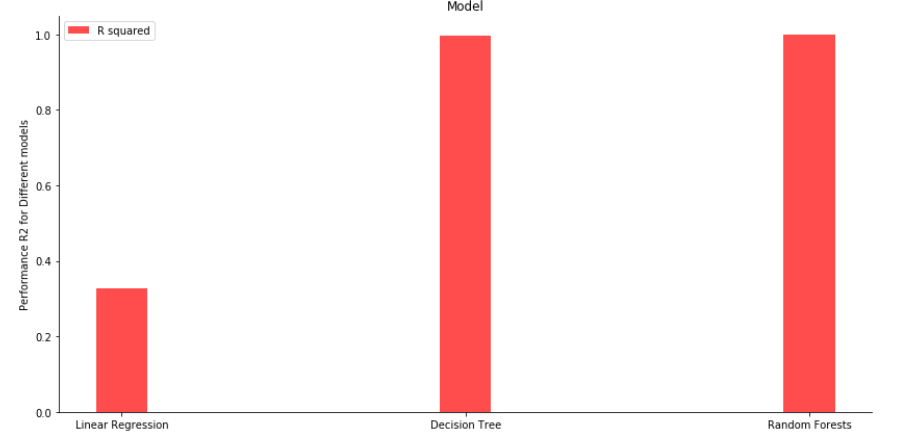 Model
R squared
Performance R2 for Different models
1.0
0.8
0.6
0.4
0.2
0.0
Linear Regression
Decision Tree
Random Forests